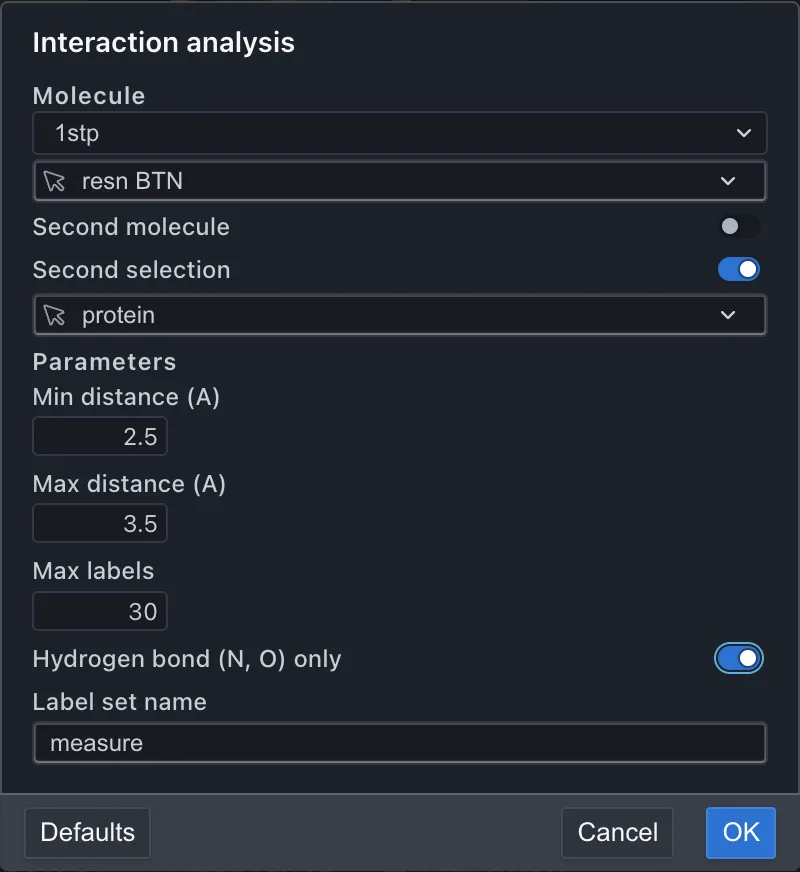 Interaction analysis
Molecule
1stp
resn BTN
Second molecule
Second selection
protein
Parameters
Min distance (A)
2.5
Max distance (A)
3.5
Max labels
30
Hydrogen bond (N, O) only
Label set name
measure
Defaults Cancel OK